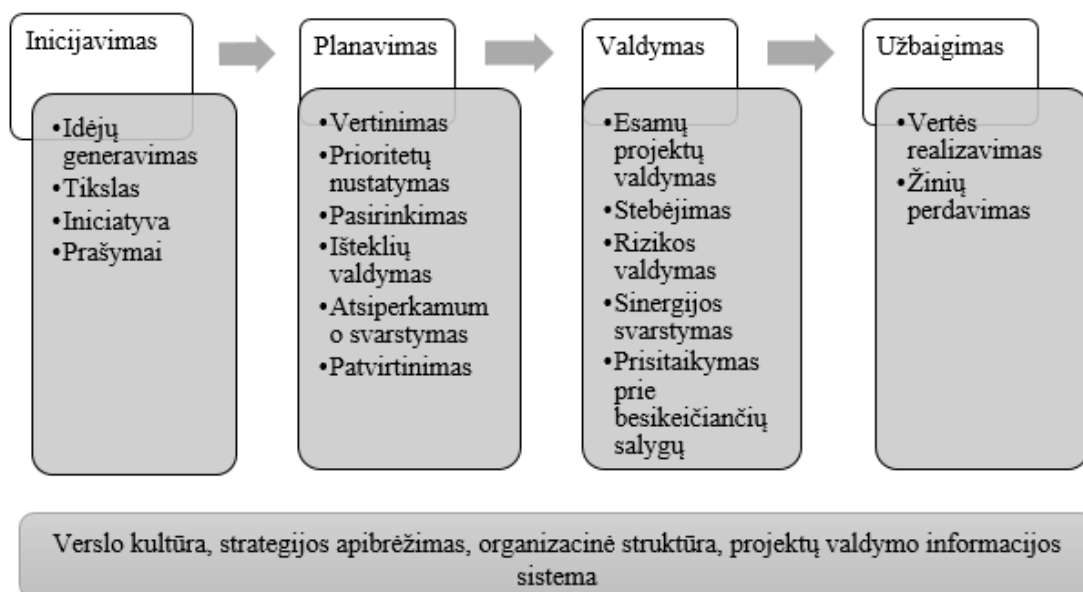 Inicijavimas
•Idėjų
generavimas
•Tikslas
•Iniciatyva
•Prašymai
Planavimas
•Vertinimas
•Prioritetų
nustatymas
•Pasirinkimas
•Išteklių
valdymas
•Atsiperkamum
o svarstymas
•Patvirtinimas
Valdymas
•Esamų
projektų
valdymas
•Stebėjimas
•Rizikos
valdymas
•Sinergijos
svarstymas
•Prisitaikymas
prie
besikeičiančių
salygų
Užbaigimas
•Vertės
realizavimas
•Žinių
perdavimas
Verslo kultūra, strategijos apibrėžimas, organizacinė struktūra, projektų valdymo informacijos
sistema